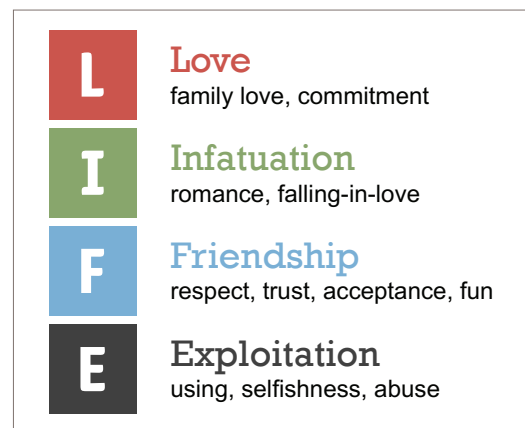 L
Love
family love, commitment
I
Infatuation
romance, falling-in-love
F
Friendship
respect, trust, acceptance, fun
E
Exploitation
using, selfishness, abuse